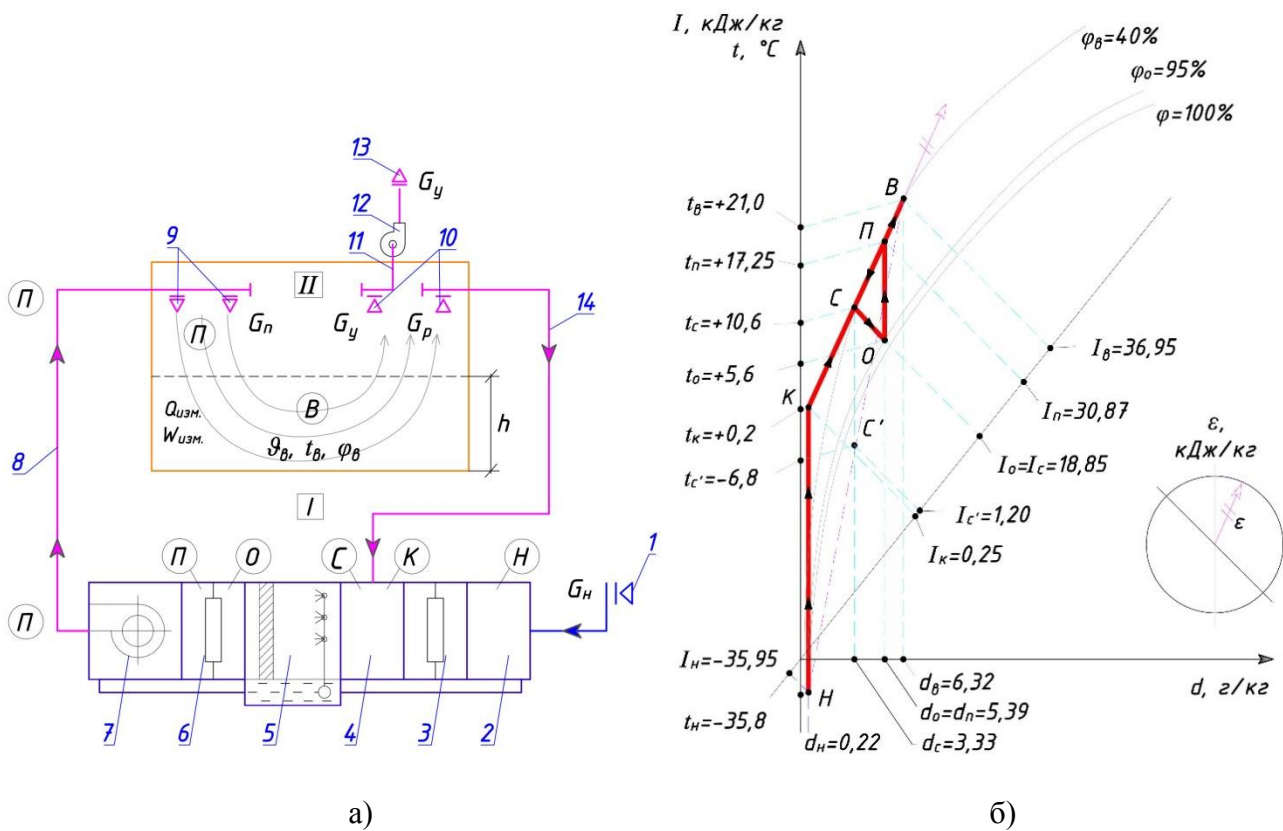 13
Gу
12
11
9
10
П
II
14
Gп
Gу
Gр
П
В
h
Qизм.
Wизм.
ϑв, tв, φв
8
I
П
О
С
К
Н
1
Gн
П
7
6
5
4
3
2
а)
I, кДж/кг
t, °С
φв=40%
φо=95%
φ=100%
В
tв=+21,0
П
tп=+17,25
С
tс=+10,6
О
Iв=36,95
tо=+5,6
К
Iп=30,87
ε,
кДж/кг
tк=+0,2
С'
Iо=Iс=18,85
tс'=−6,8
ε
Iс'=1,20
Iк=0,25
Iн=−35,95
dв=6,32
d, г/кг
Н
tн=−35,8
dо=dп=5,39
dн=0,22
dс=3,33
б)